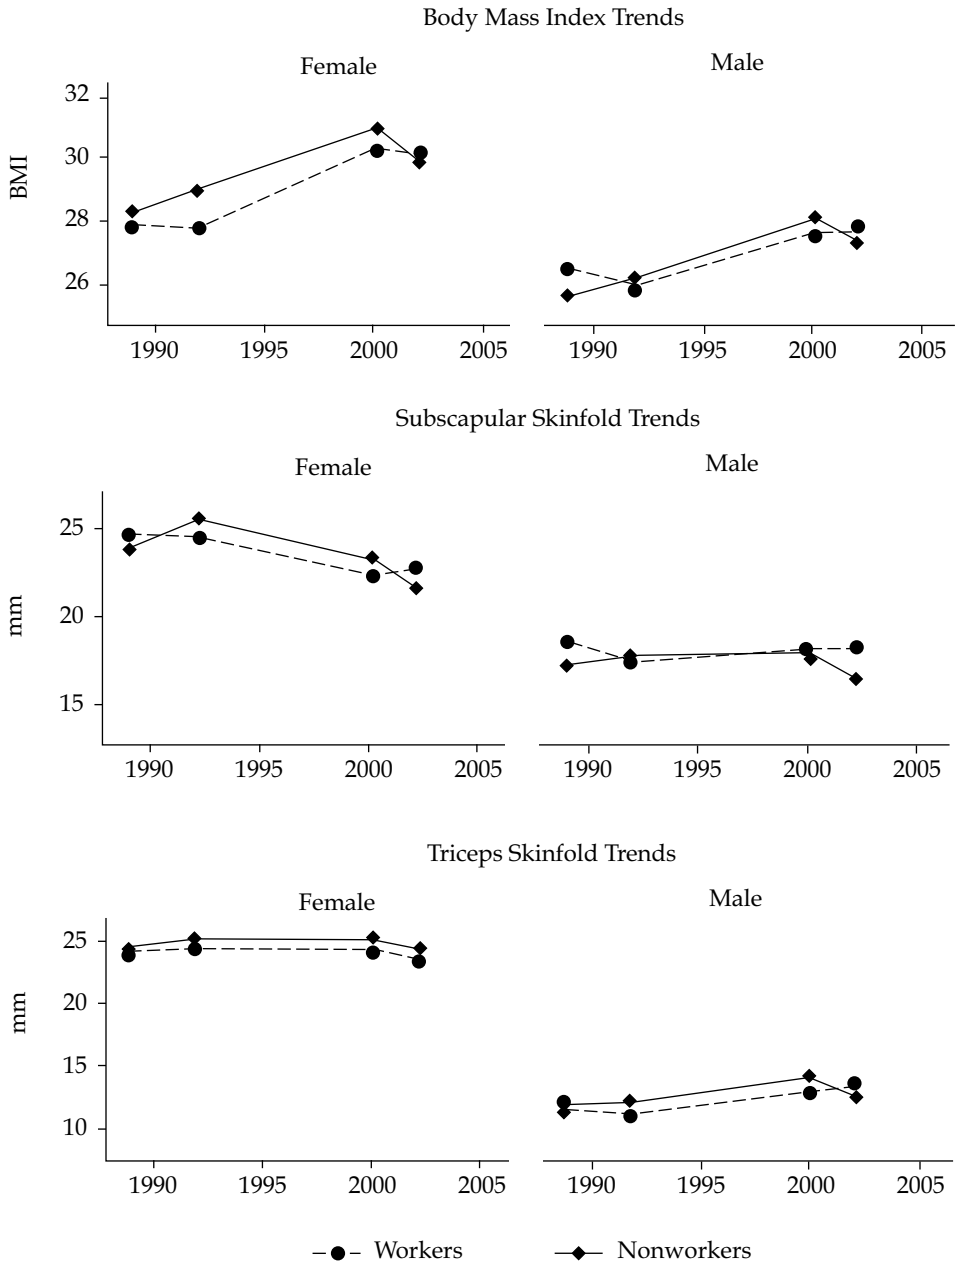 Body Mass Index Trends
Female Male
32
30
28
26
BMI
1990 1995 2000 2005 1990 1995 2000 2005
Subscapular Skinfold Trends
Female Male
25
20
15
mm
1990 1995 2000 2005 1990 1995 2000 2005
Triceps Skinfold Trends
Female Male
25
20
15
10
mm
1990 1995 2000 2005 1990 1995 2000 2005
Workers Nonworkers